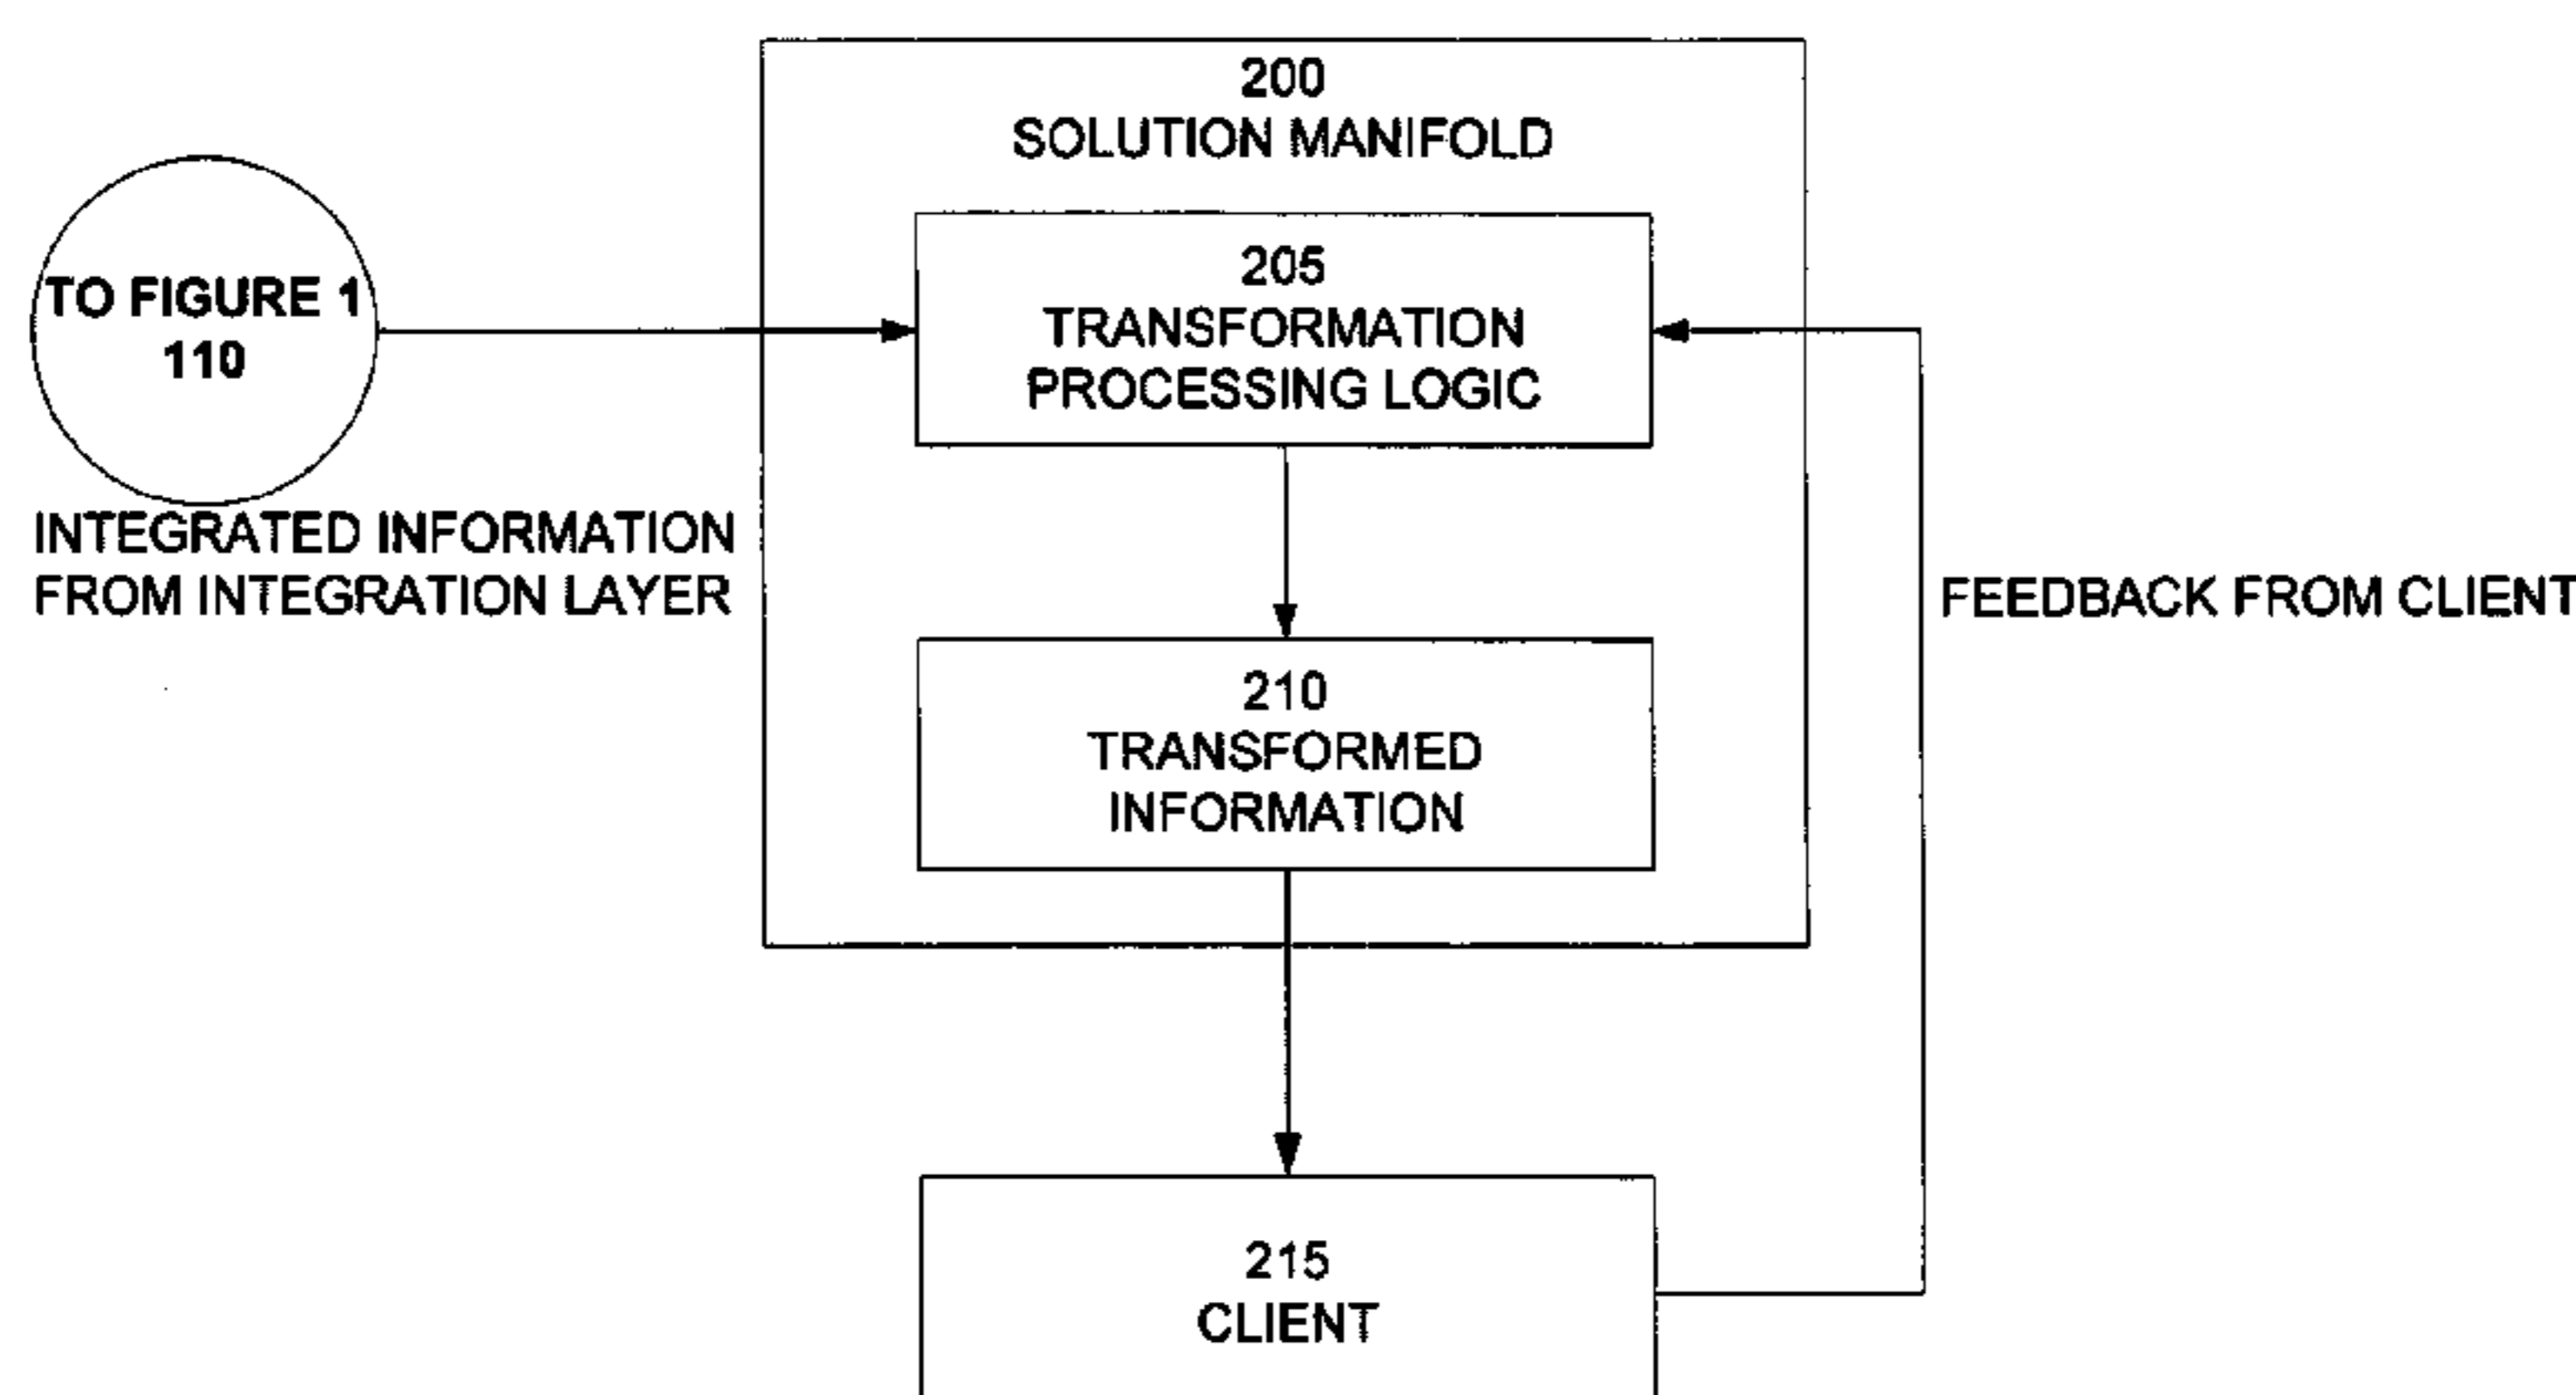 200
SOLUTION MANIFOLD
TO FIGURE 1
110
INTEGRATED INFORMATION
FROM INTEGRATION LAYER
205
TRANSFORMATION
PROCESSING LOGIC
210
TRANSFORMED
INFORMATION
FEEDBACK FROM CLIENT
215
CLIENT